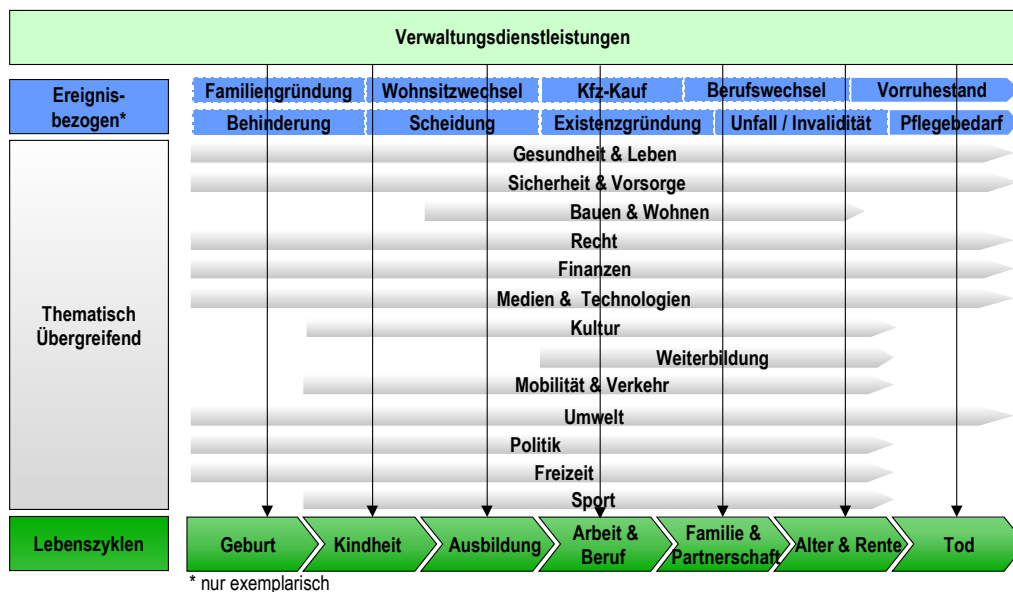 Verwaltungsdienstleistungen
Ereignis-
bezogen*
Familiengründung Wohnsitzwechsel Kfz-Kauf Berufswechsel Vorruhestand
Behinderung Scheidung Existenzgründung Unfall / Invalidität Pflegebedarf
Thematisch
Übergreifend
Gesundheit & Leben
Sicherheit & Vorsorge
Bauen & Wohnen
Recht
Finanzen
Medien & Technologien
Kultur
Weiterbildung
Mobilität & Verkehr
Umwelt
Politik
Freizeit
Sport
Lebenszyklen
Geburt
Kindheit
Ausbildung
Arbeit &
Beruf
Familie &
Partnerschaft
Alter & Rente
Tod
* nur exemplarisch